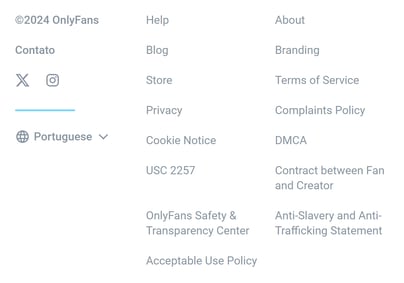 ©2024 OnlyFans
Contato
Portuguese
Help
Blog
Store
Privacy
Cookie Notice
USC 2257
OnlyFans Safety &
Transparency Center
Acceptable Use Policy
About
Branding
Terms of Service
Complaints Policy
DMCA
Contract between Fan
and Creator
Anti-Slavery and Anti-
Trafficking Statement